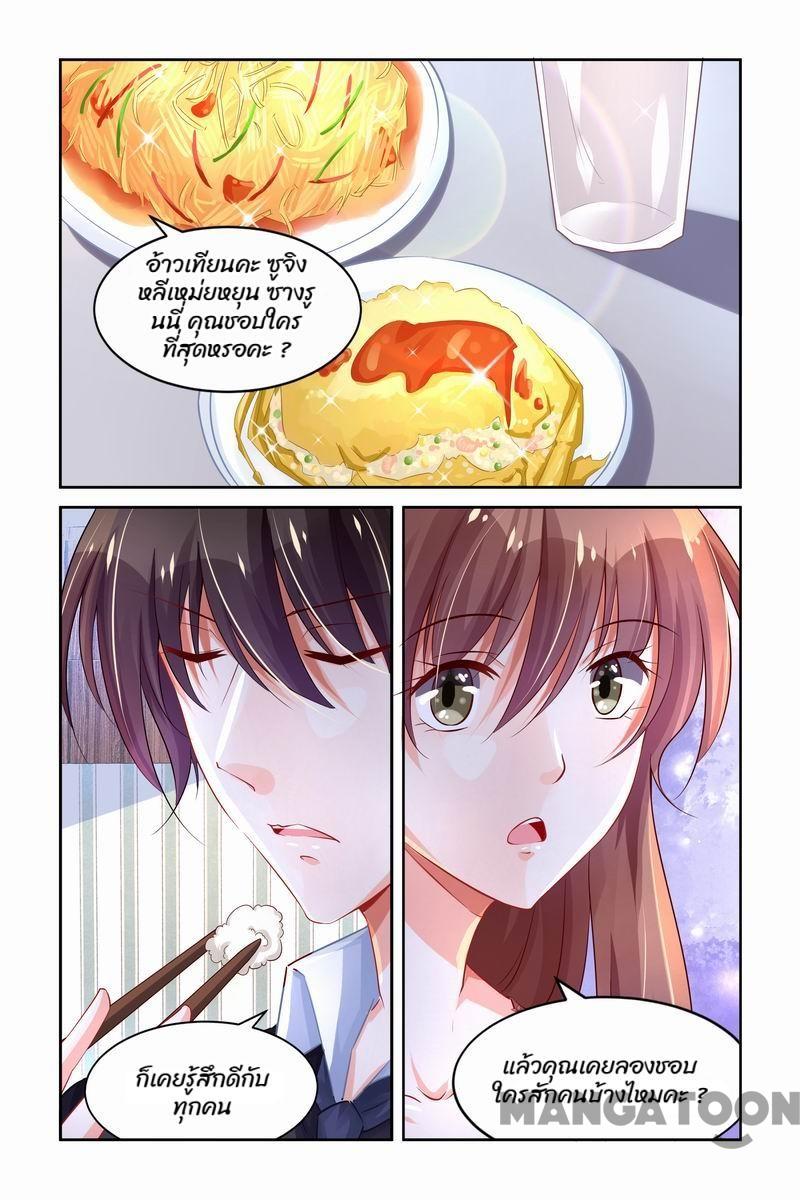 อ้าวเทียนคะ ซูจิง
หลีเหม่ยหยุน ซางรู
นนี่ คุณชอบใคร
ที่สุดหรอคะ ?
ก็เคยรู้สึกดีกับ
ทุกคน
แล้วคุณเคยลองชอบ
ใครสักคนบ้างไหมคะ ?
MANGATOON